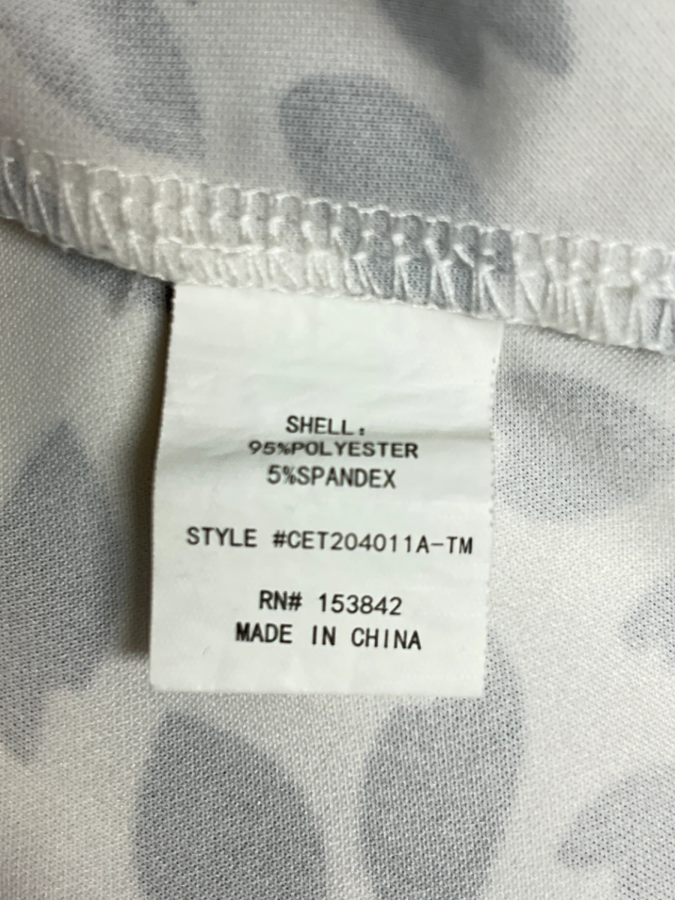 SHELL:
95%POLYESTER
5%SPANDEX
STYLE #CET204011A-TM
RN# 153842
MADE IN CHINA